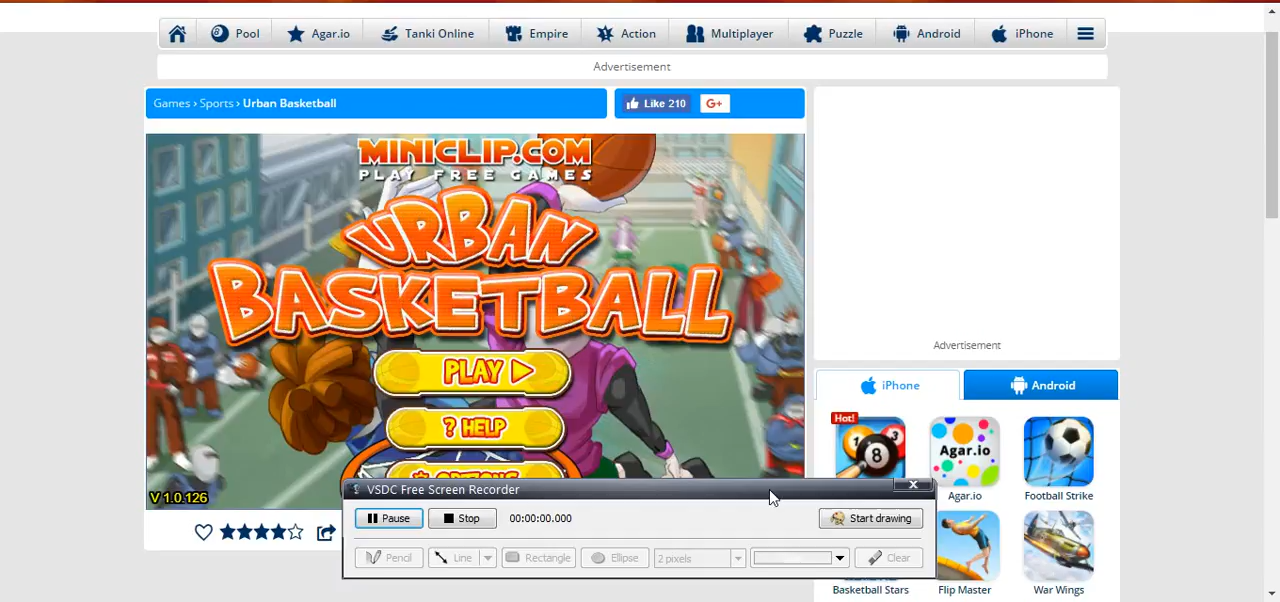 Pool Agar.io Tanki Online Empire Action Multiplayer Puzzle Android iPhone
Advertisement
Games › Sports › Urban Basketball
Like 210 G+
MINICLIP.COM
PLAY FREE GAMES
URBAN
BASKETBALL
PLAY
? HELP
OPTIONS
V 1.0.126
Advertisement
iPhone Android
Hot!
8
Agar.io
Agar.io Football Strike
Basketball Stars Flip Master War Wings
VSDC Free Screen Recorder X
Pause Stop 00:00:00.000 Start drawing
Pencil Line Rectangle Ellipse 2 pixels Clear